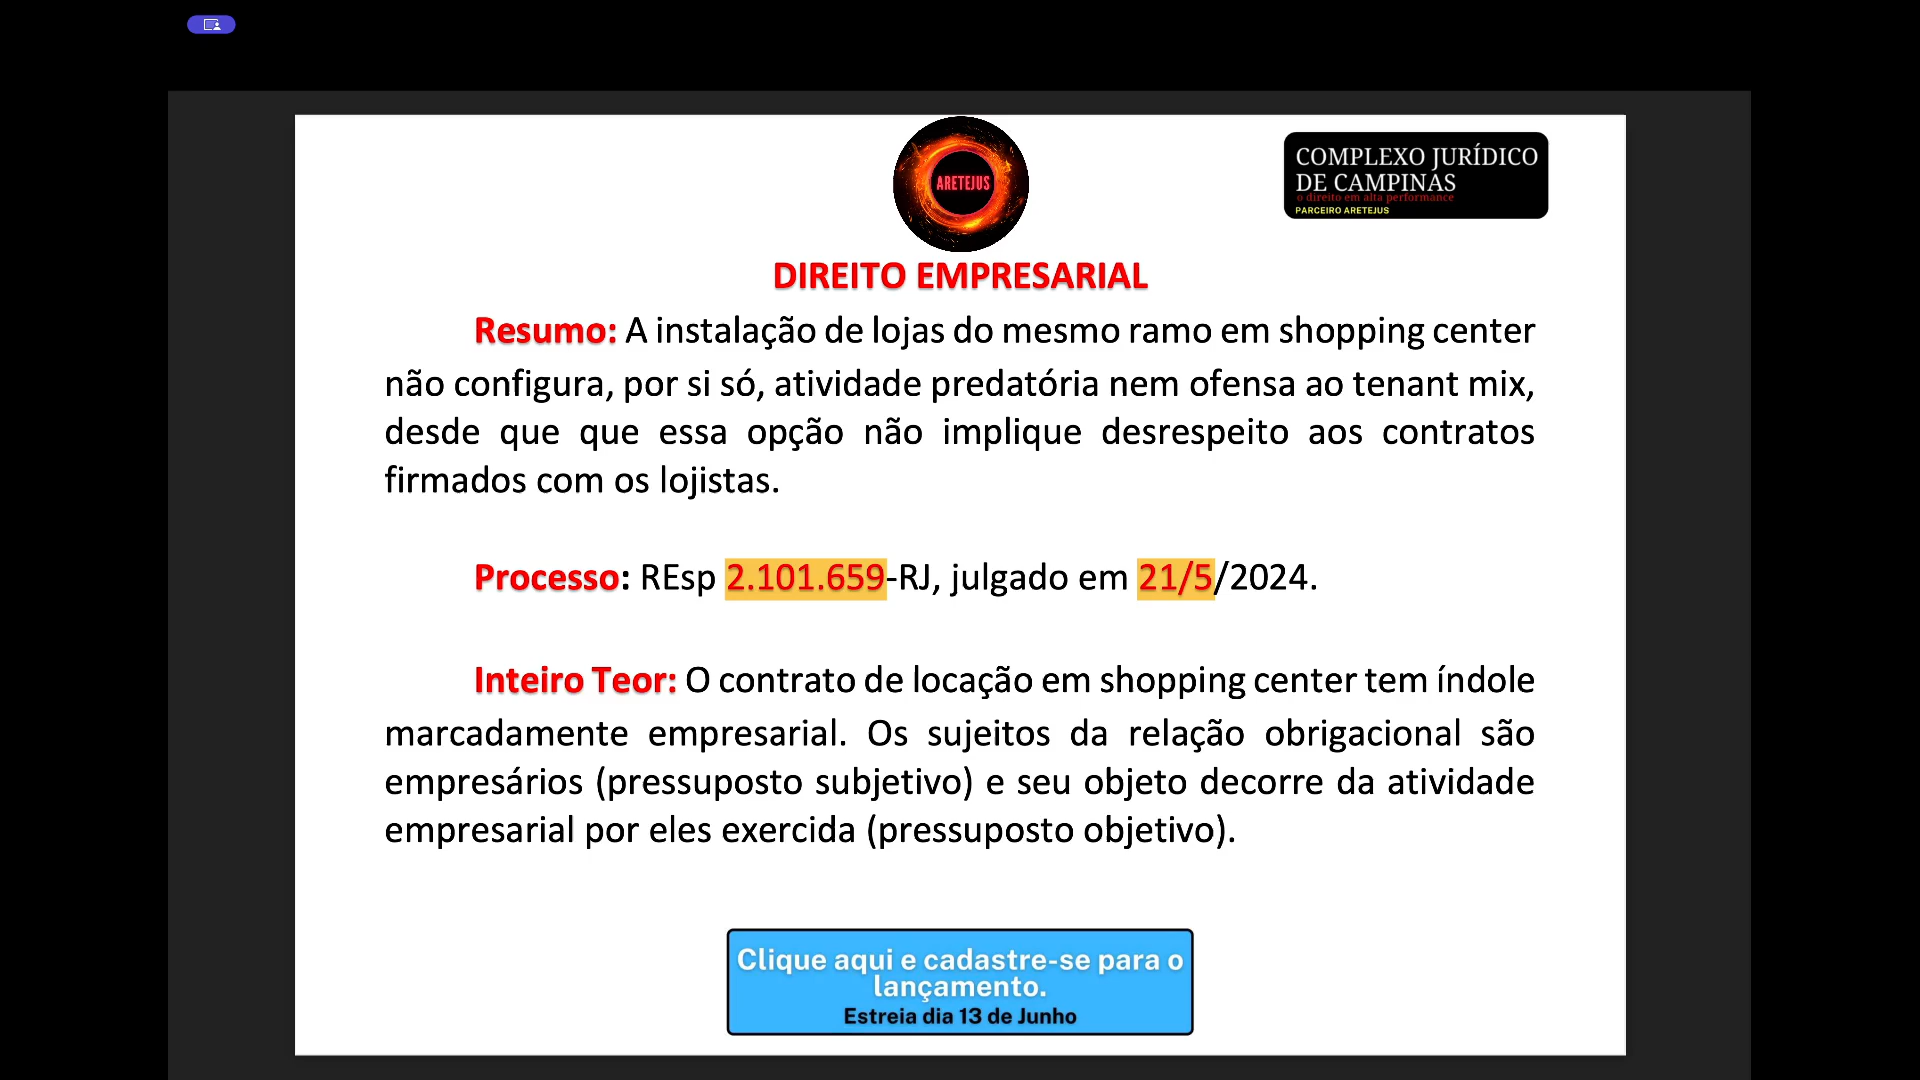 ARETEJUS
COMPLEXO JURÍDICO
DE CAMPINAS
o direito em alta performance
PARCEIRO ARETEJUS
DIREITO EMPRESARIAL
Resumo: A instalação de lojas do mesmo ramo em shopping center
não configura, por si só, atividade predatória nem ofensa ao tenant mix,
desde que que essa opção não implique desrespeito aos contratos
firmados com os lojistas.
Processo: REsp 2.101.659-RJ, julgado em 21/5/2024.
Inteiro Teor: O contrato de locação em shopping center tem índole
marcadamente empresarial. Os sujeitos da relação obrigacional são
empresários (pressuposto subjetivo) e seu objeto decorre da atividade
empresarial por eles exercida (pressuposto objetivo).
Clique aqui e cadastre-se para o
lançamento.
Estreia dia 13 de Junho